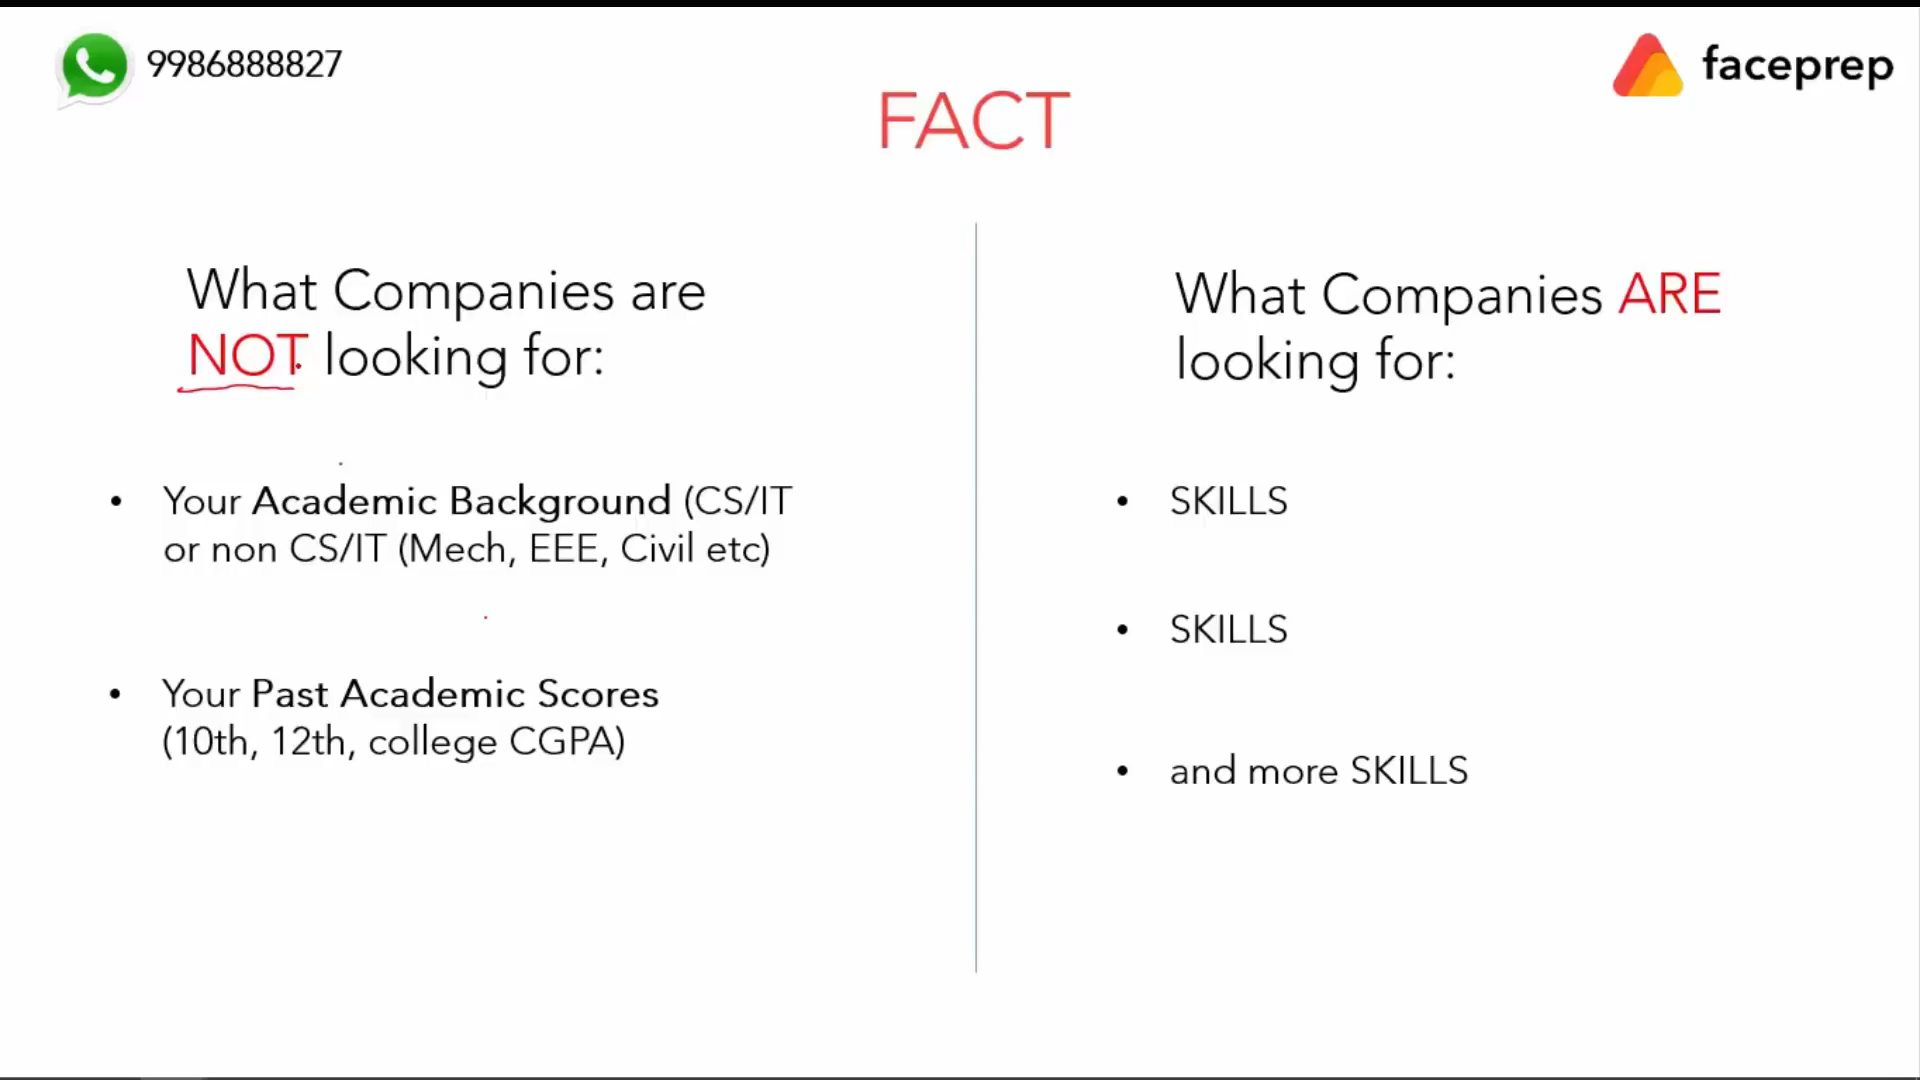 9986888827
faceprep
FACT
What Companies are
NOT looking for:
• Your Academic Background (CS/IT
or non CS/IT (Mech, EEE, Civil etc)
• Your Past Academic Scores
(10th, 12th, college CGPA)
What Companies ARE
looking for:
• SKILLS
• SKILLS
• and more SKILLS